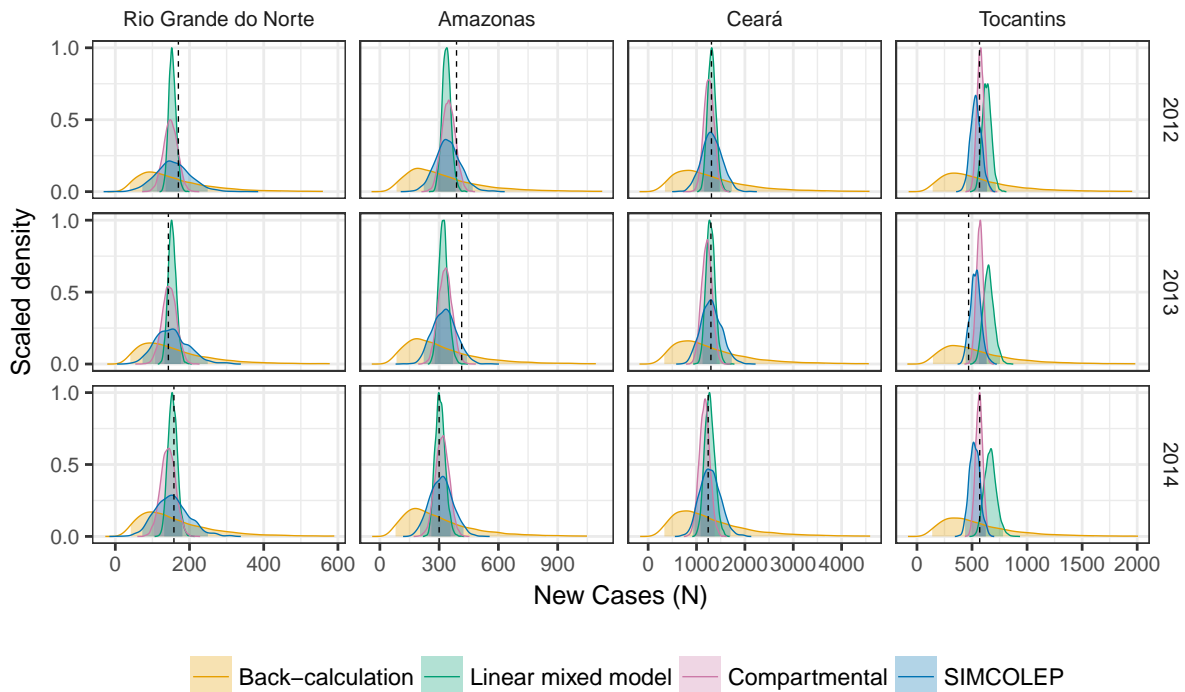 Rio Grande do Norte Amazonas Ceará Tocantins
1.0
0.5
0.0
2012
1.0
0.5
0.0
2013
1.0
0.5
0.0
2014
Scaled density
0 200 400 600 0 300 600 900 0 1000 2000 3000 4000 0 500 1000 1500 2000
New Cases (N)
Back−calculation Linear mixed model Compartmental SIMCOLEP